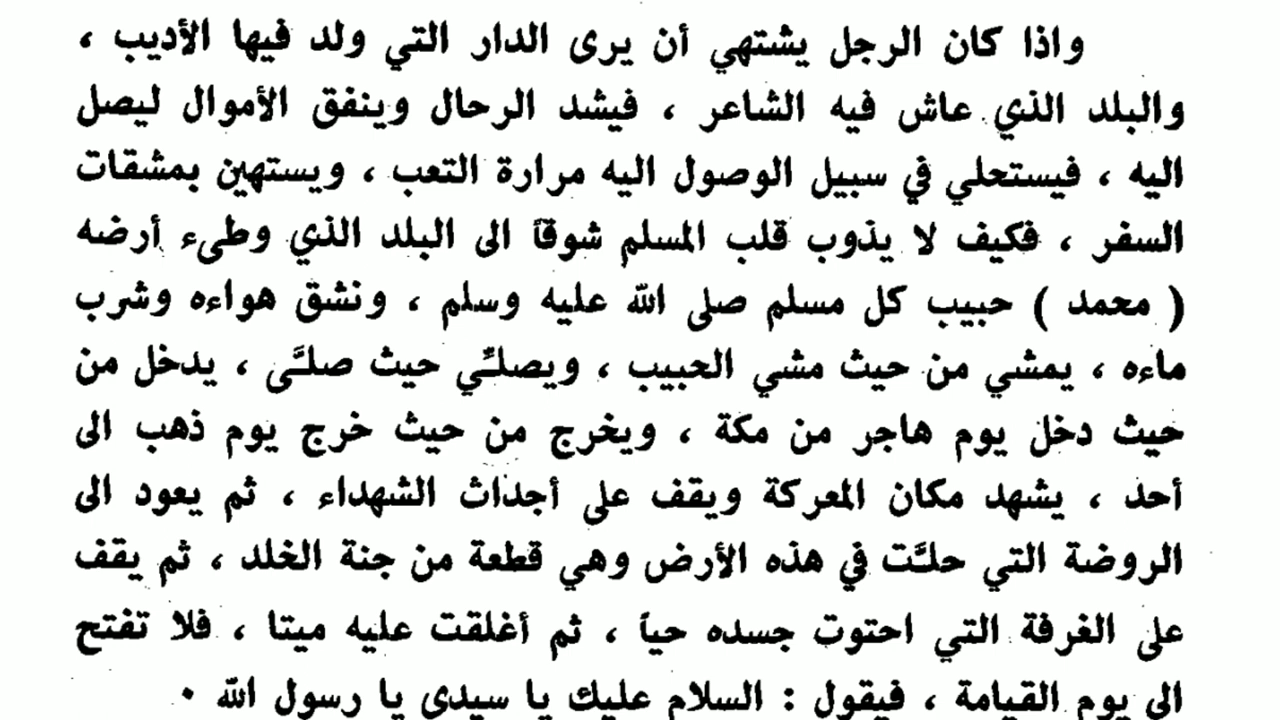 واذا كان الرجل يشتهي أن يرى الدار التي ولد فيها الأديب ،
والبلد الذي عاش فيه الشاعر ، فيشد الرحال وينفق الأموال ليصل
اليه ، فيستحلي في سبيل الوصول اليه مرارة التعب ، ويستهين بمشقات
السفر ، فكيف لا يذوب قلب المسلم شوقاً الى البلد الذي وطىء أرضه
( محمد ) حبيب كل مسلم صلى الله عليه وسلم ، ونشق هواءه وشرب
ماءه ، يمشي من حيث مشي الحبيب ، ويصلِّي حيث صلَّى ، يدخل من
حيث دخل يوم هاجر من مكة ، ويخرج من حيث خرج يوم ذهب الى
أحد ، يشهد مكان المعركة ويقف على أجداث الشهداء ، ثم يعود الى
الروضة التي حلَّت في هذه الأرض وهي قطعة من جنة الخلد ، ثم يقف
على الغرفة التي احتوت جسده حياً ، ثم أغلقت عليه ميتا ، فلا تفتح
الى يوم القيامة ، فيقول : السلام عليك يا سيدى يا رسول الله .